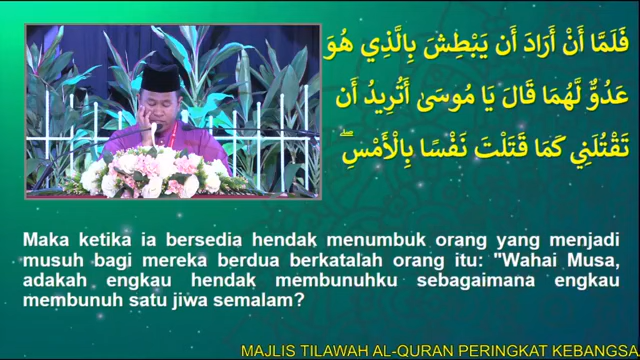 فَلَمَّا أَنْ أَرَادَ أَن يَبْطِشَ بِالَّذِي هُوَ
عَدُوٌّ لَّهُمَا قَالَ يَا مُوسَىٰ أَتُرِيدُ أَن
تَقْتُلَنِي كَمَا قَتَلْتَ نَفْسًا بِالْأَمْسِ ۖ
Maka ketika ia bersedia hendak menumbuk orang yang menjadi
musuh bagi mereka berdua berkatalah orang itu: "Wahai Musa,
adakah engkau hendak membunuhku sebagaimana engkau
membunuh satu jiwa semalam?
MAJLIS TILAWAH AL-QURAN PERINGKAT KEBANGSA